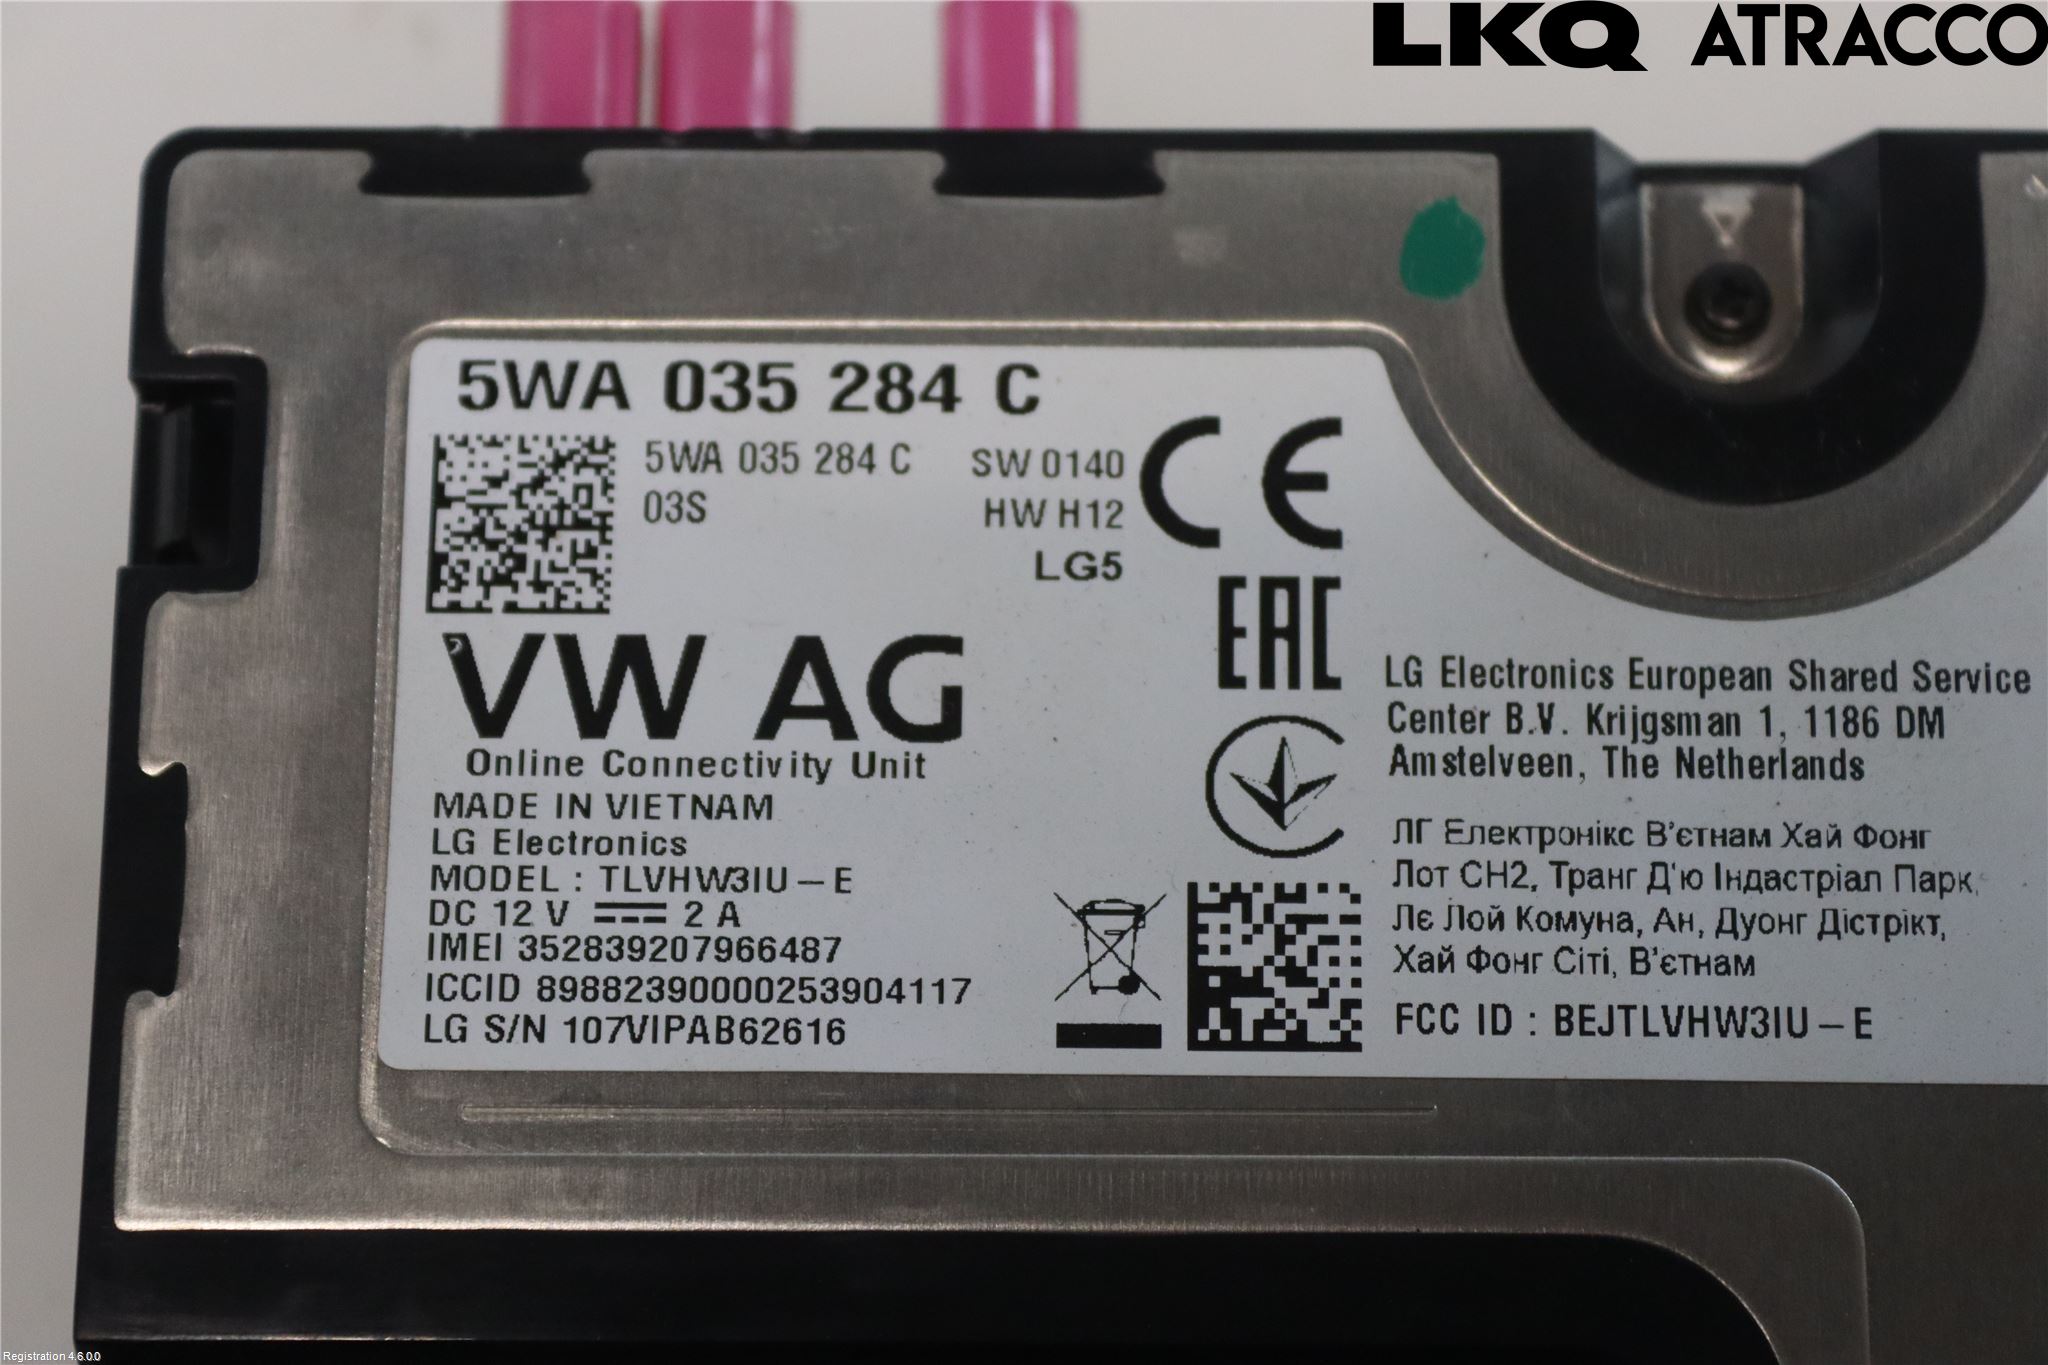 LKQ ATRACCO
5WA 035 284 C
5WA 035 284 C SW 0140
03S HW H12
LG5
CE
EAC
VW AG
Online Connectivity Unit
MADE IN VIETNAM
LG Electronics
MODEL : TLVHW3IU – E
DC 12 V ⎓ 2 A
IMEI 352839207966487
ICCID 89882390000253904117
LG S/N 107VIPAB62616
LG Electronics European Shared Service
Center B.V. Krijgsman 1, 1186 DM
Amstelveen, The Netherlands
ЛГ Електронікс В'єтнам Хай Фонг
Лот СН2, Транг Д'ю Індастріал Парк,
Лє Лой Комуна, Ан, Дуонг Дістрікт,
Хай Фонг Сіті, В'єтнам
FCC ID : BEJTLVHW3IU – E
Registration 4.6.0.0